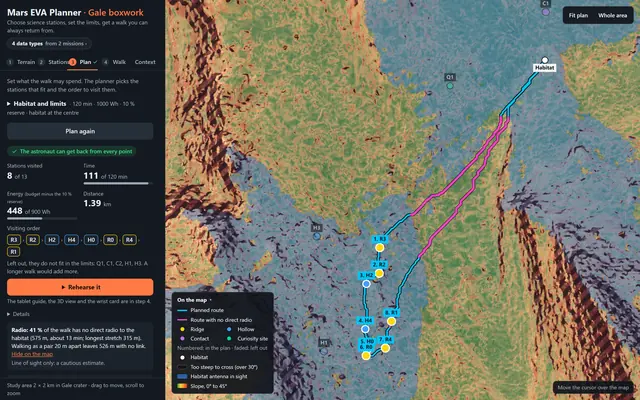 Mars EVA Planner · Gale boxwork
Choose science stations, set the limits, get a walk you can
always return from.
4 data types from 2 missions ›
1 Terrain 2 Stations 3 Plan ✓ 4 Walk Context
Set what the walk may spend. The planner picks the stations
that fit and the order to visit them.
▶ Habitat and limits · 120 min · 1000 Wh · 10 %
reserve · habitat at the centre
Plan again
✓ The astronaut can get back from every point
Stations visited Time
8 of 13 111 of 120 min
Energy (budget minus the 10 % reserve) Distance
448 of 900 Wh 1.39 km
Visiting order
R3 › R2 › H2 › H4 › H0 › R0 › R4 ›
R1
Left out, they do not fit in the limits: Q1, C1, C2, H1, H3. A
longer walk would add more.
▶ Rehearse it
The tablet guide, the 3D view and the wrist card are in step 4.
▶ Details
Radio: 41 % of the walk has no direct radio to the
habitat (575 m, about 13 min; longest stretch 315 m).
Walking as a pair 20 m apart leaves 526 m with no link.
Hide on the map
Line of sight only: a cautious estimate.
Study area 2 × 2 km in Gale crater · drag to move, scroll to
zoom
Fit plan Whole area
C1
Habitat
Q1
H3
1. R3
2. R2
3. H2
4. H4
5. H0
6. R0
7. R4
8. R1
H1
On the map
Planned route
Route with no direct radio
Ridge Hollow
Contact Curiosity site
Numbered: in the plan · faded: left out
Habitat
Too steep to cross (over 30°)
Habitat antenna in sight
Slope, 0° to 45°
Move the cursor over the map